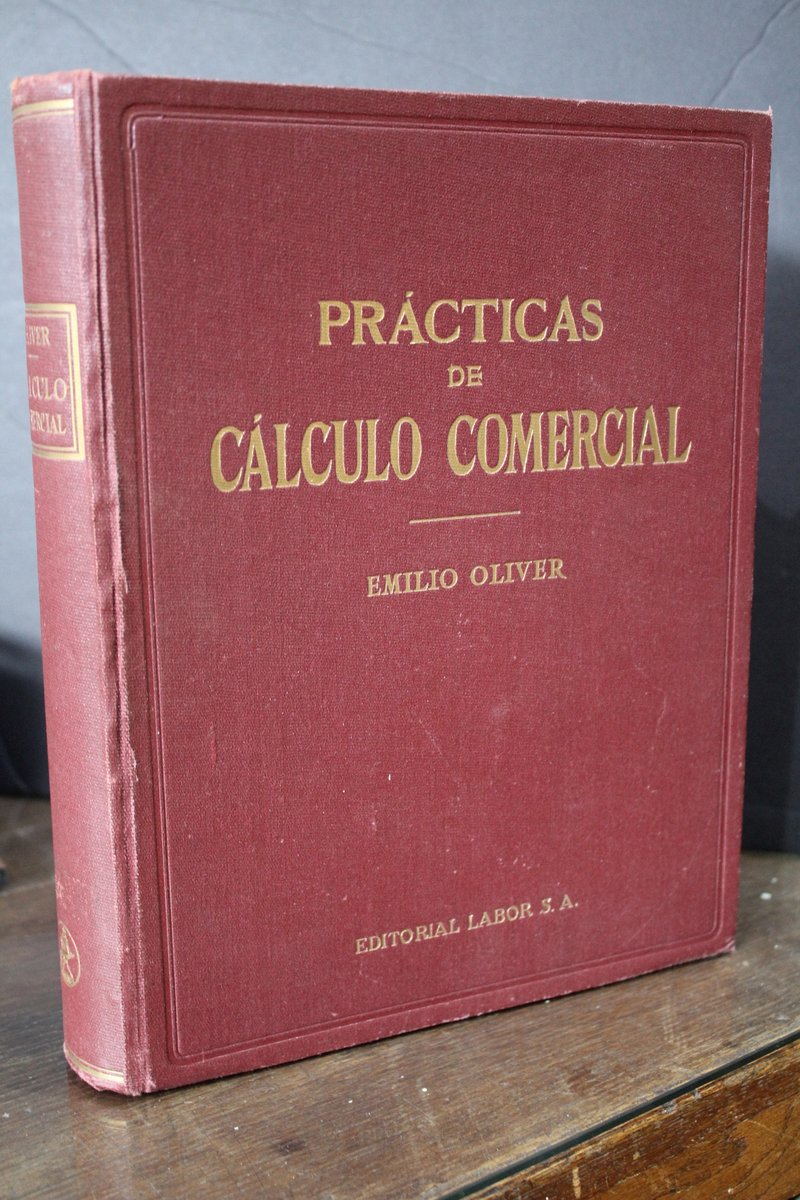 PRÁCTICAS
DE
CÁLCULO COMERCIAL
EMILIO OLIVER
EDITORIAL LABOR S. A.